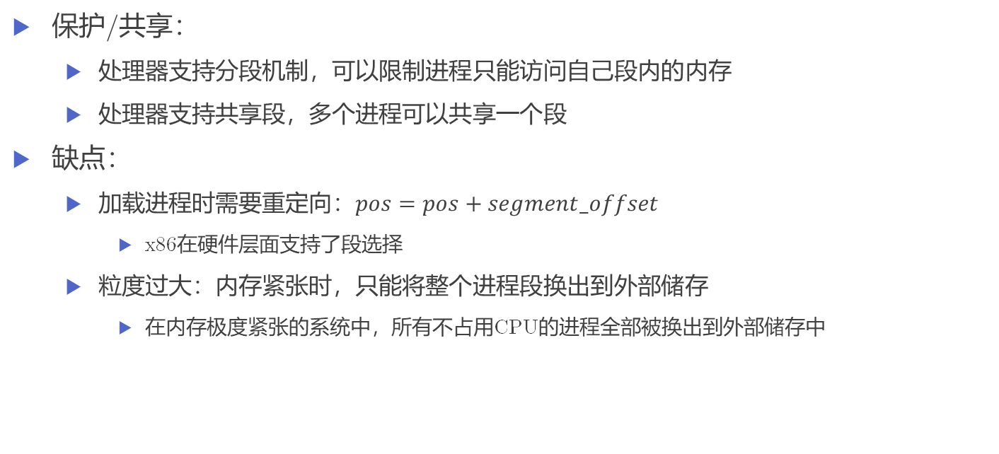 保护/共享：
处理器支持分段机制，可以限制进程只能访问自己段内的内存
处理器支持共享段，多个进程可以共享一个段
缺点：
加载进程时需要重定向：pos = pos + segment_offset
x86在硬件层面支持了段选择
粒度过大：内存紧张时，只能将整个进程段换出到外部储存
在内存极度紧张的系统中，所有不占用CPU的进程全部被换出到外部储存中